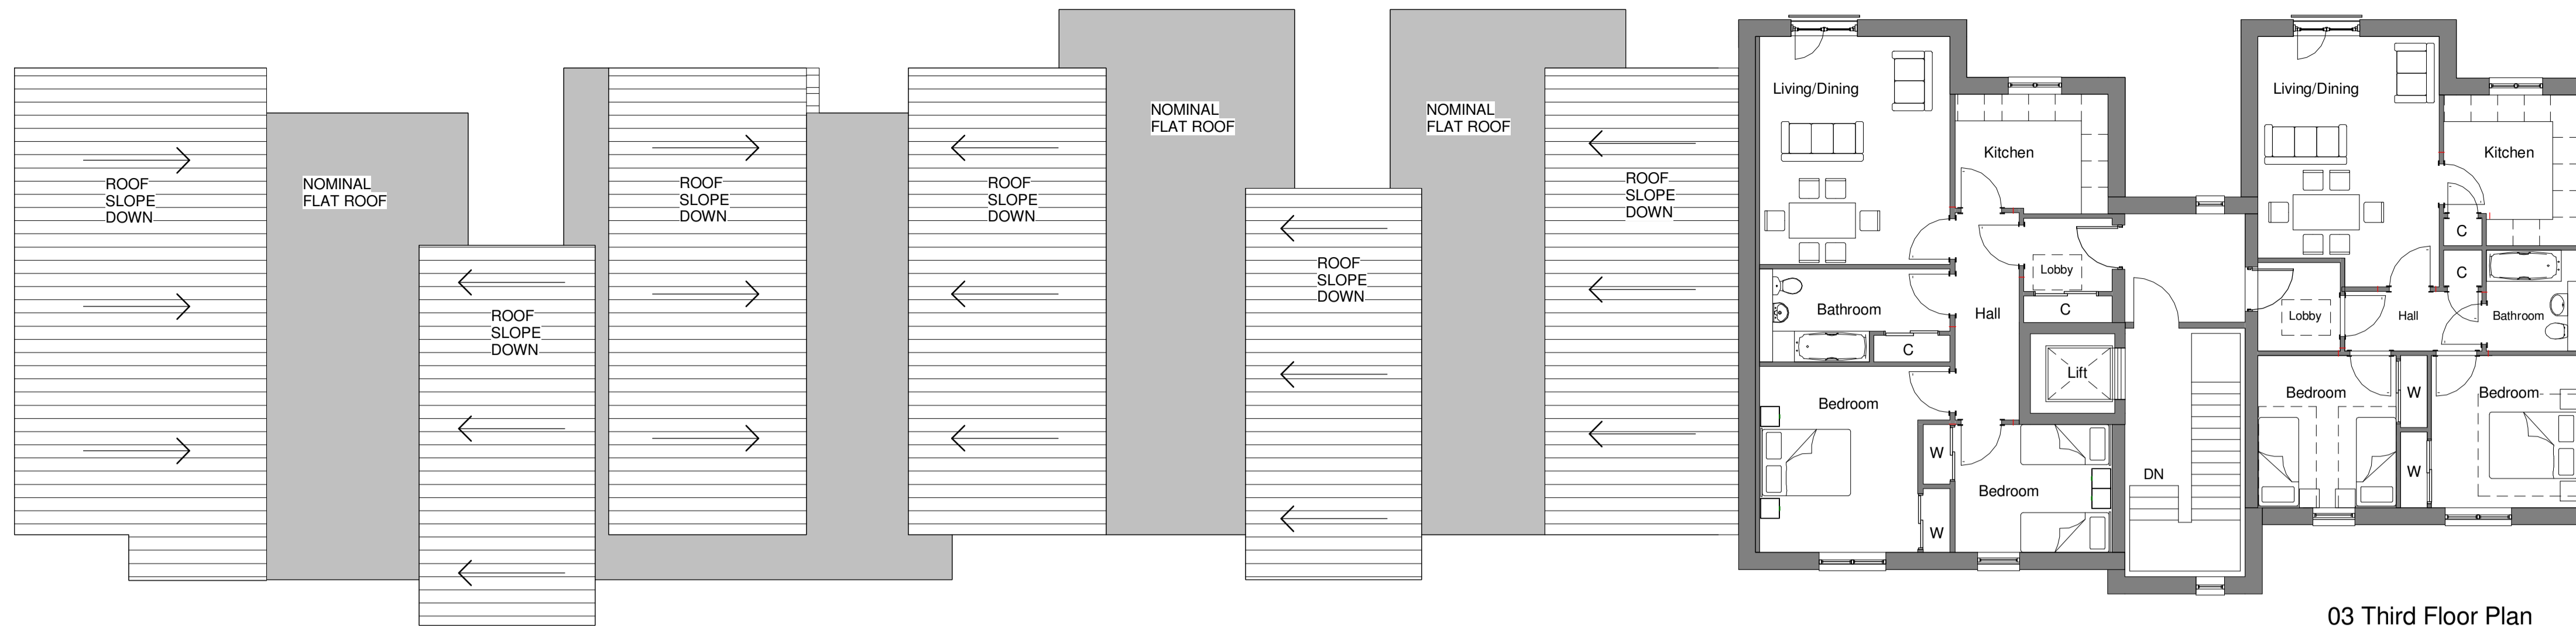 ROOF
SLOPE
DOWN
NOMINAL
FLAT ROOF
ROOF
SLOPE
DOWN
ROOF
SLOPE
DOWN
ROOF
SLOPE
DOWN
NOMINAL
FLAT ROOF
ROOF
SLOPE
DOWN
NOMINAL
FLAT ROOF
ROOF
SLOPE
DOWN
Living/Dining
Kitchen
Lobby
C
Bathroom
C
Hall
Lift
Bedroom
W
W
Bedroom
DN
Living/Dining
Kitchen
C
C
Lobby
Hall
Bathroom
Bedroom
W
W
Bedroom
03 Third Floor Plan